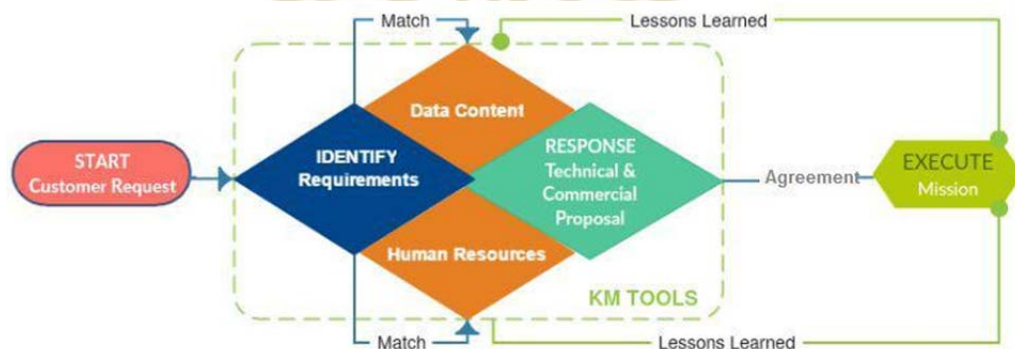 Match
Lessons Learned
Data Content
START
Customer Request
IDENTIFY
Requirements
RESPONSE
Technical &
Commercial
Proposal
Agreement
EXECUTE
Mission
Human Resources
KM TOOLS
Match
Lessons Learned